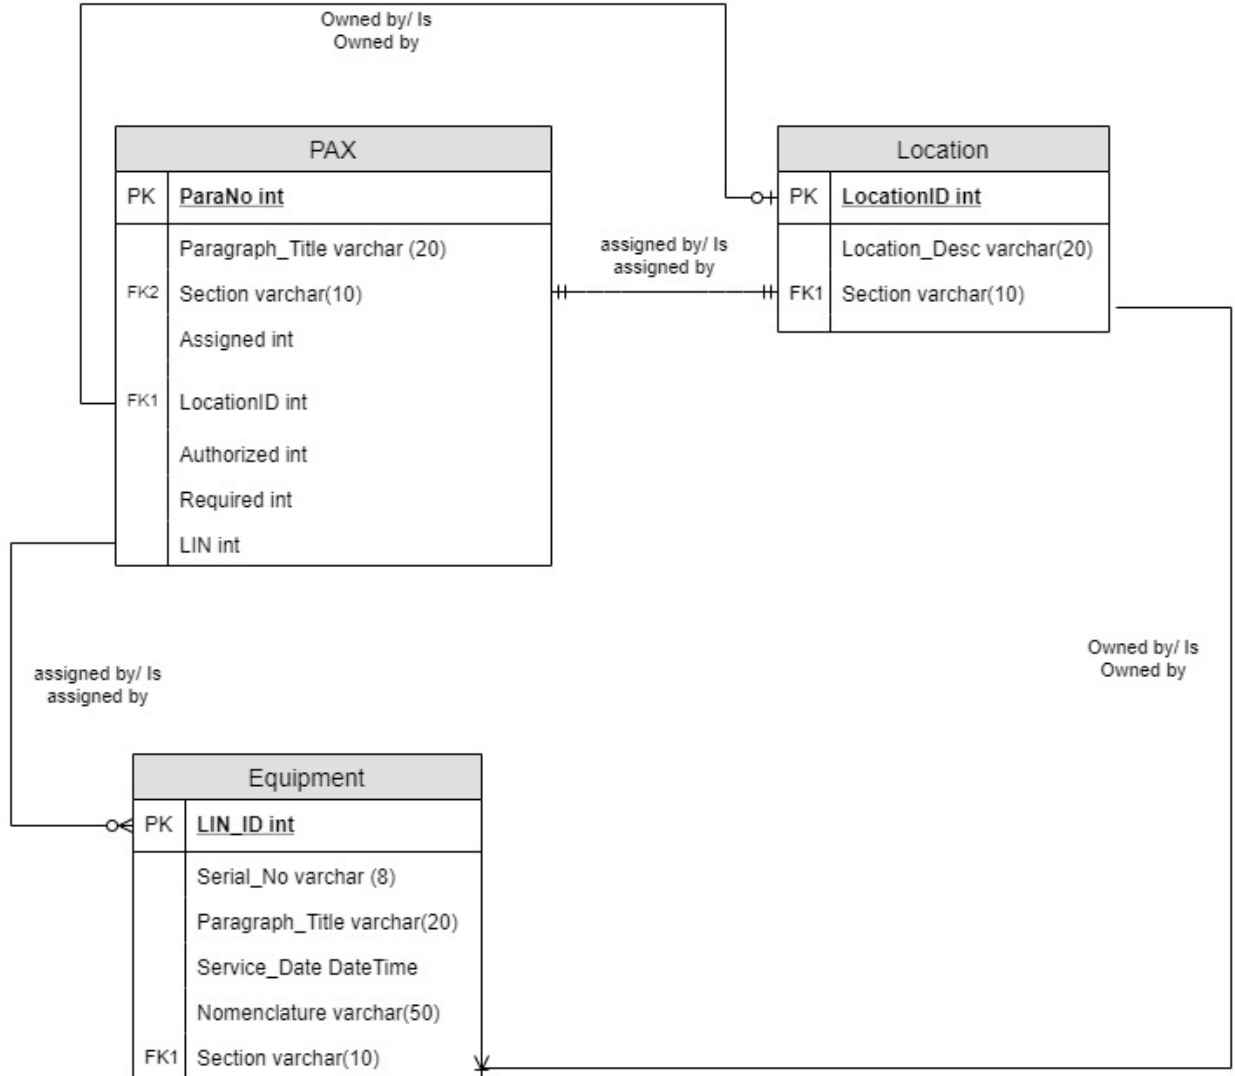 Owned by/ Is
Owned by
PAX
PK ParaNo int
Paragraph_Title varchar (20)
FK2 Section varchar(10)
Assigned int
FK1 LocationID int
Authorized int
Required int
LIN int
assigned by/ Is
assigned by
Location
PK LocationID int
Location_Desc varchar(20)
FK1 Section varchar(10)
assigned by/ Is
assigned by
Owned by/ Is
Owned by
Equipment
PK LIN_ID int
Serial_No varchar (8)
Paragraph_Title varchar(20)
Service_Date DateTime
Nomenclature varchar(50)
FK1 Section varchar(10)